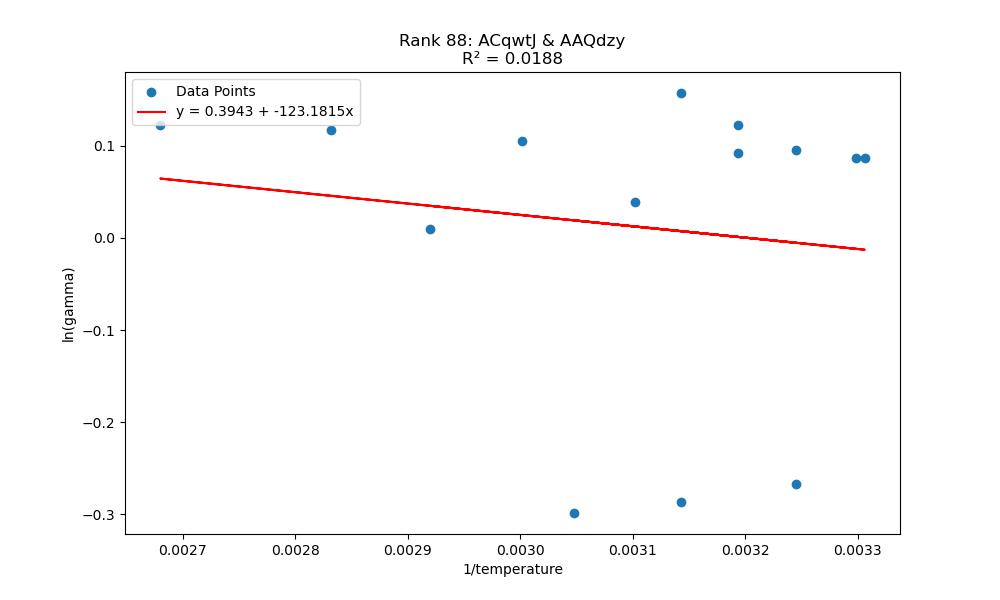 Rank 88: ACqwtJ & AAQdzy
R² = 0.0188
Data Points
y = 0.3943 + -123.1815x
ln(gamma)
0.1
0.0
−0.1
−0.2
−0.3
0.0027 0.0028 0.0029 0.0030 0.0031 0.0032 0.0033
1/temperature